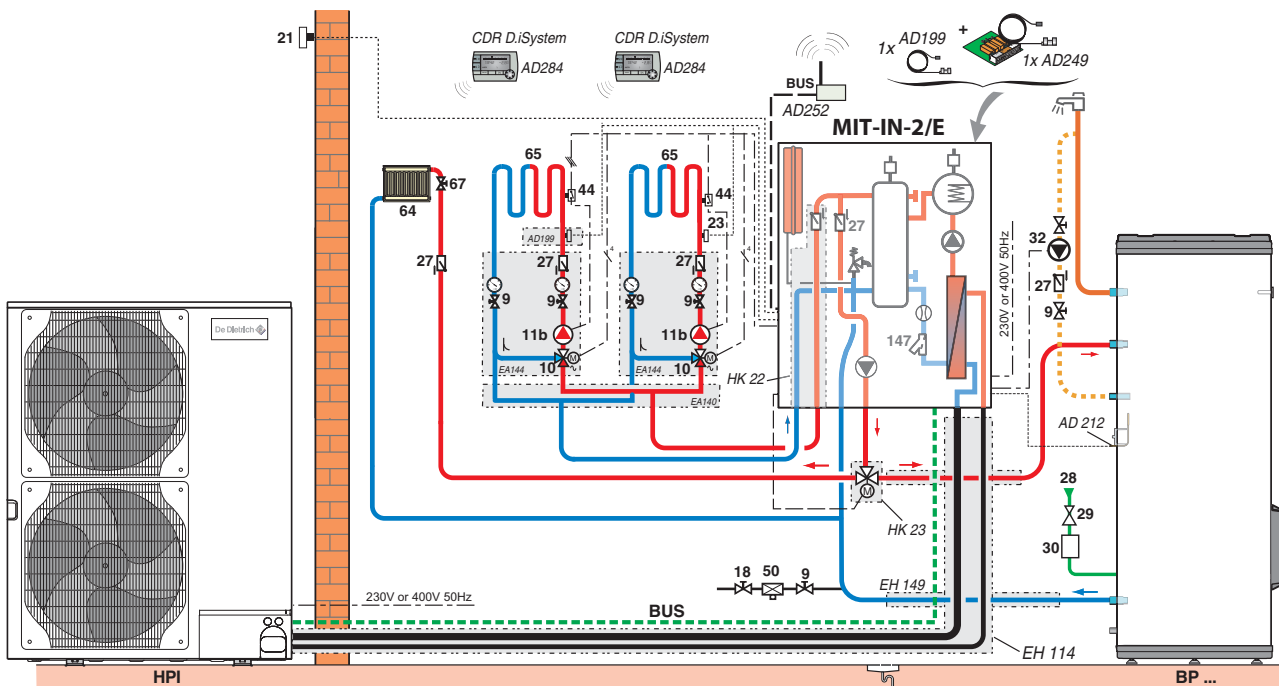 21
CDR D.iSystem
AD284
CDR D.iSystem
AD284
BUS
AD252
1x AD199
+
1x AD249
MIT-IN-2/E
65
65
67
64
44
44
23
AD199
27
27
27
27
9
9
9
9
11b
11b
M
M
10
10
EA144
EA144
EA140
4
4
HK 22
147
230V or 400V 50Hz
32
27
9
AD 212
28
29
30
M
HK 23
18
50
9
EH 149
De Dietrich
230V or 400V 50Hz
BUS
EH 114
HPI
BP ...